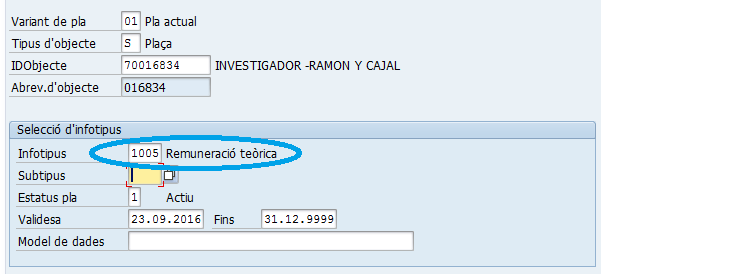 Variant de pla 01 Pla actual
Tipus d'objecte S Plaça
IDObjecte 70016834 INVESTIGADOR -RAMON Y CAJAL
Abrev.d'objecte 016834
Selecció d'infotipus
Infotipus 1005 Remuneració teòrica
Subtipus
Estatus pla 1 Actiu
Validesa 23.09.2016 Fins 31.12.9999
Model de dades